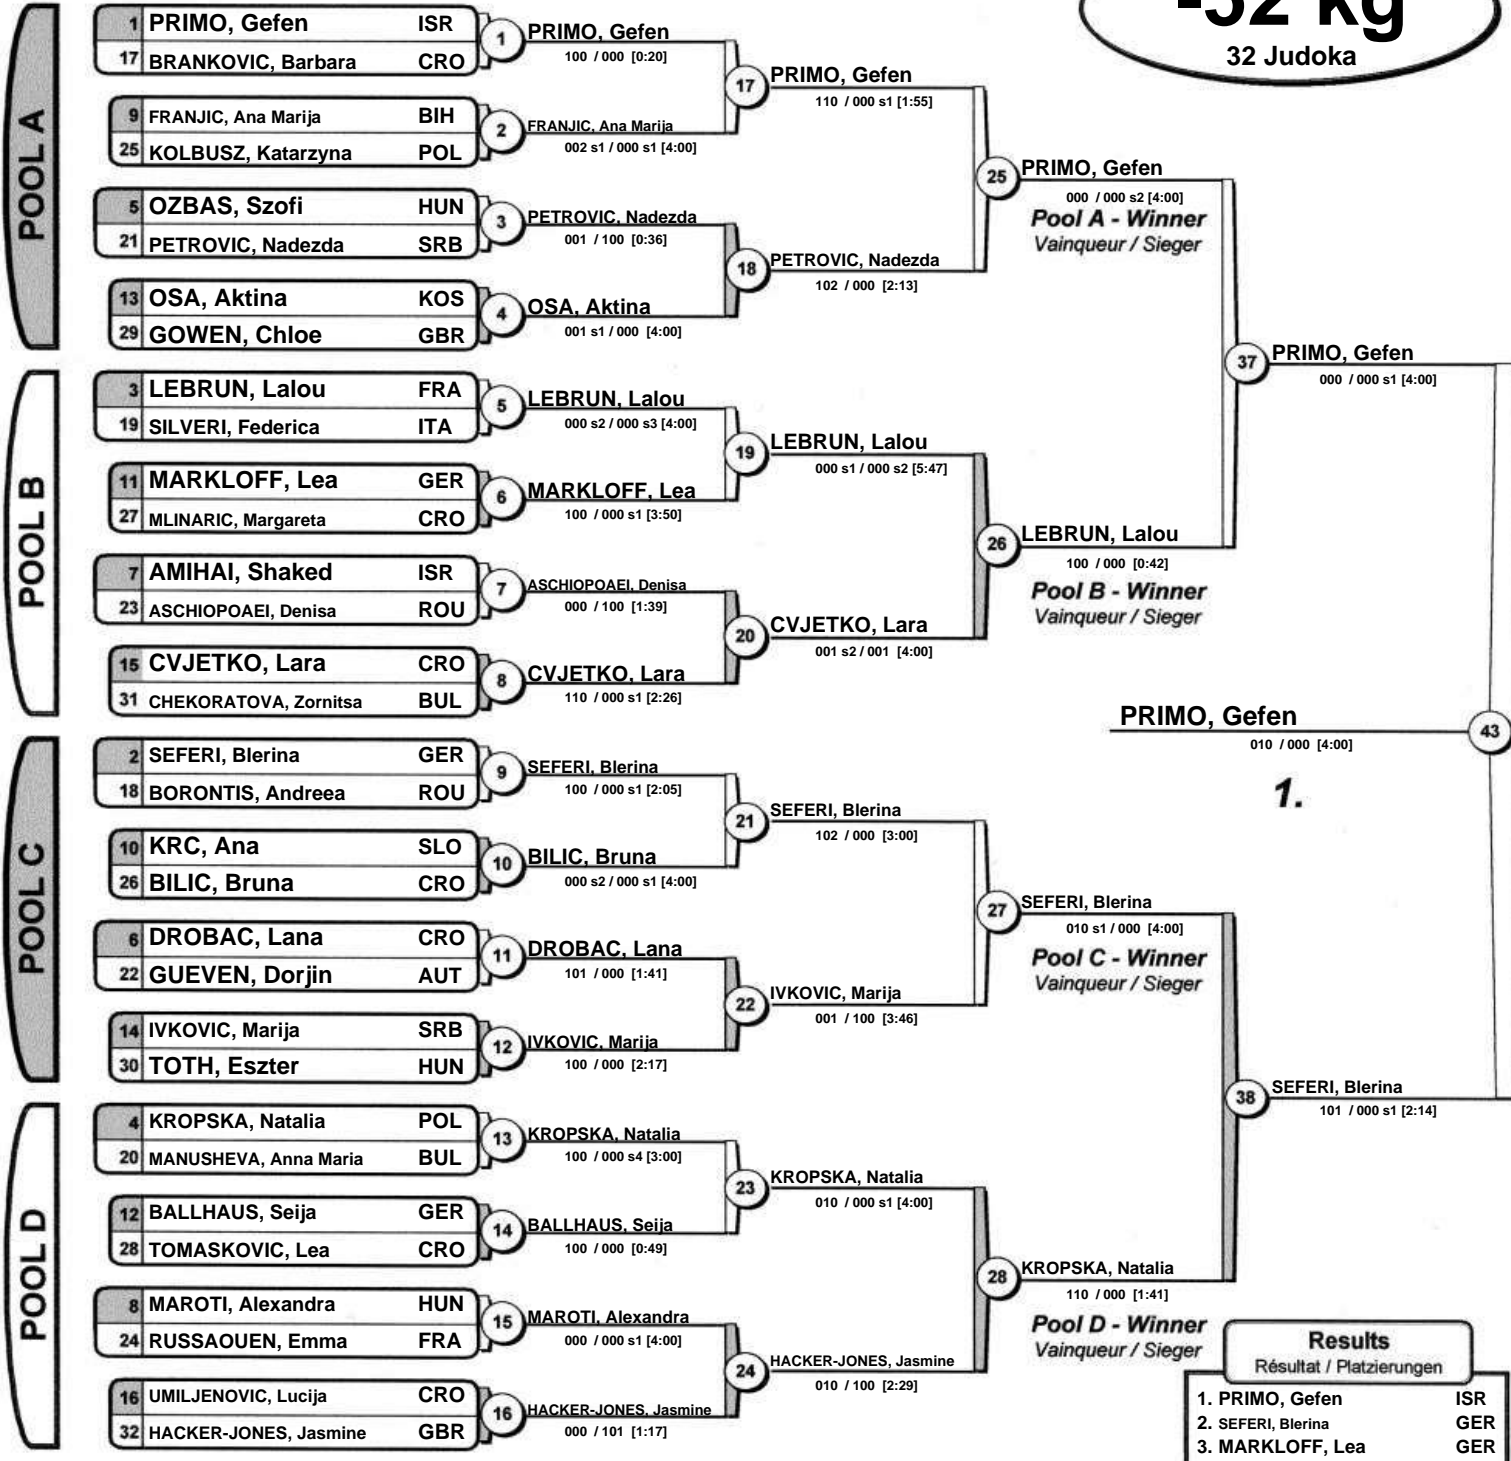 -52 kg
32 Judoka
POOL A
1 PRIMO, Gefen ISR
17 BRANKOVIC, Barbara CRO
1 PRIMO, Gefen
100 / 000 [0:20]
9 FRANJIC, Ana Marija BIH
25 KOLBUSZ, Katarzyna POL
2 FRANJIC, Ana Marija
002 s1 / 000 s1 [4:00]
17 PRIMO, Gefen
110 / 000 s1 [1:55]
5 OZBAS, Szofi HUN
21 PETROVIC, Nadezda SRB
3 PETROVIC, Nadezda
001 / 100 [0:36]
13 OSA, Aktina KOS
29 GOWEN, Chloe GBR
4 OSA, Aktina
001 s1 / 000 [4:00]
18 PETROVIC, Nadezda
102 / 000 [2:13]
25 PRIMO, Gefen
000 / 000 s2 [4:00]
Pool A - Winner
Vainqueur / Sieger
POOL B
3 LEBRUN, Lalou FRA
19 SILVERI, Federica ITA
5 LEBRUN, Lalou
000 s2 / 000 s3 [4:00]
11 MARKLOFF, Lea GER
27 MLINARIC, Margareta CRO
6 MARKLOFF, Lea
100 / 000 s1 [3:50]
19 LEBRUN, Lalou
000 s1 / 000 s2 [5:47]
7 AMIHAI, Shaked ISR
23 ASCHIOPOAEI, Denisa ROU
7 ASCHIOPOAEI, Denisa
000 / 100 [1:39]
15 CVJETKO, Lara CRO
31 CHEKORATOVA, Zornitsa BUL
8 CVJETKO, Lara
110 / 000 s1 [2:26]
20 CVJETKO, Lara
001 s2 / 001 [4:00]
26 LEBRUN, Lalou
100 / 000 [0:42]
Pool B - Winner
Vainqueur / Sieger
37 PRIMO, Gefen
000 / 000 s1 [4:00]
PRIMO, Gefen 43
010 / 000 [4:00]
1.
POOL C
2 SEFERI, Blerina GER
18 BORONTIS, Andreea ROU
9 SEFERI, Blerina
100 / 000 s1 [2:05]
10 KRC, Ana SLO
26 BILIC, Bruna CRO
10 BILIC, Bruna
000 s2 / 000 s1 [4:00]
21 SEFERI, Blerina
102 / 000 [3:00]
6 DROBAC, Lana CRO
22 GUEVEN, Dorjin AUT
11 DROBAC, Lana
101 / 000 [1:41]
14 IVKOVIC, Marija SRB
30 TOTH, Eszter HUN
12 IVKOVIC, Marija
100 / 000 [2:17]
22 IVKOVIC, Marija
001 / 100 [3:46]
27 SEFERI, Blerina
010 s1 / 000 [4:00]
Pool C - Winner
Vainqueur / Sieger
POOL D
4 KROPSKA, Natalia POL
20 MANUSHEVA, Anna Maria BUL
13 KROPSKA, Natalia
100 / 000 s4 [3:00]
12 BALLHAUS, Seija GER
28 TOMASKOVIC, Lea CRO
14 BALLHAUS, Seija
100 / 000 [0:49]
23 KROPSKA, Natalia
010 / 000 s1 [4:00]
8 MAROTI, Alexandra HUN
24 RUSSAOUEN, Emma FRA
15 MAROTI, Alexandra
000 / 000 s1 [4:00]
16 UMILJENOVIC, Lucija CRO
32 HACKER-JONES, Jasmine GBR
16 HACKER-JONES, Jasmine
000 / 101 [1:17]
24 HACKER-JONES, Jasmine
010 / 100 [2:29]
28 KROPSKA, Natalia
110 / 000 [1:41]
Pool D - Winner
Vainqueur / Sieger
38 SEFERI, Blerina
101 / 000 s1 [2:14]
Results
Résultat / Platzierungen
1. PRIMO, Gefen ISR
2. SEFERI, Blerina GER
3. MARKLOFF, Lea GER